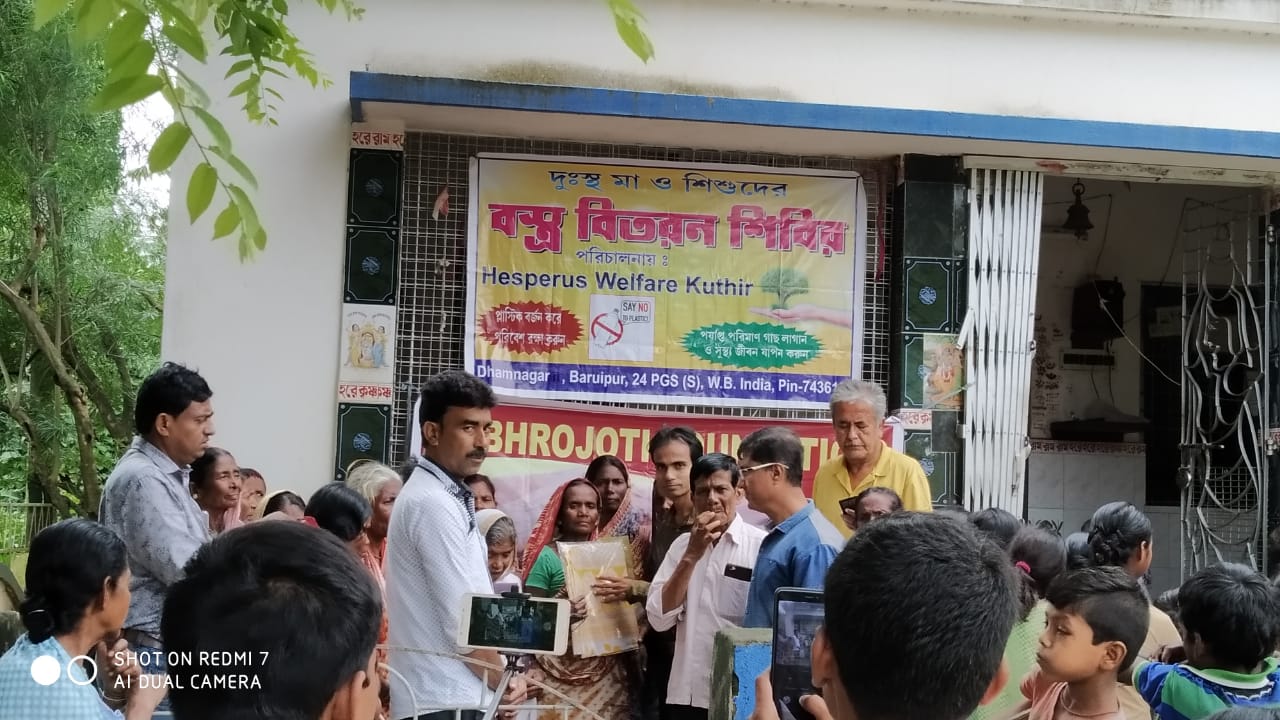 দুঃস্থ মা ও শিশুদের
বস্ত্র বিতরন শিবির
পরিচালনায় :
Hesperus Welfare Kuthir
প্লাস্টিক বর্জন করে
পরিবেশ রক্ষা করুন
SAY NO
TO PLASTIC
পর্যাপ্ত পরিমাণ গাছ লাগান
ও সুস্থ্য জীবন যাপন করুন
Dhamnagar , Baruipur, 24 PGS (S), W.B. India, Pin-74361
BHROJOTI
হরে রাম হ
হরে কৃষ্ণ
SHOT ON REDMI 7
AI DUAL CAMERA